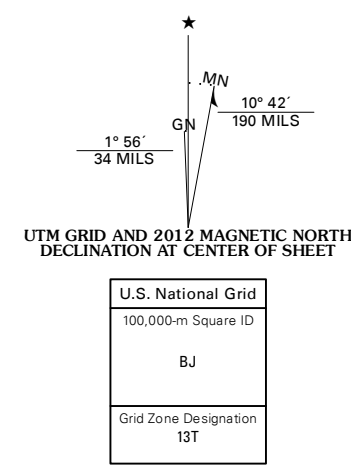 ★
MN
GN
10° 42´
190 MILS
1° 56´
34 MILS
UTM GRID AND 2012 MAGNETIC NORTH
DECLINATION AT CENTER OF SHEET
U.S. National Grid
100,000-m Square ID
BJ
Grid Zone Designation
13T